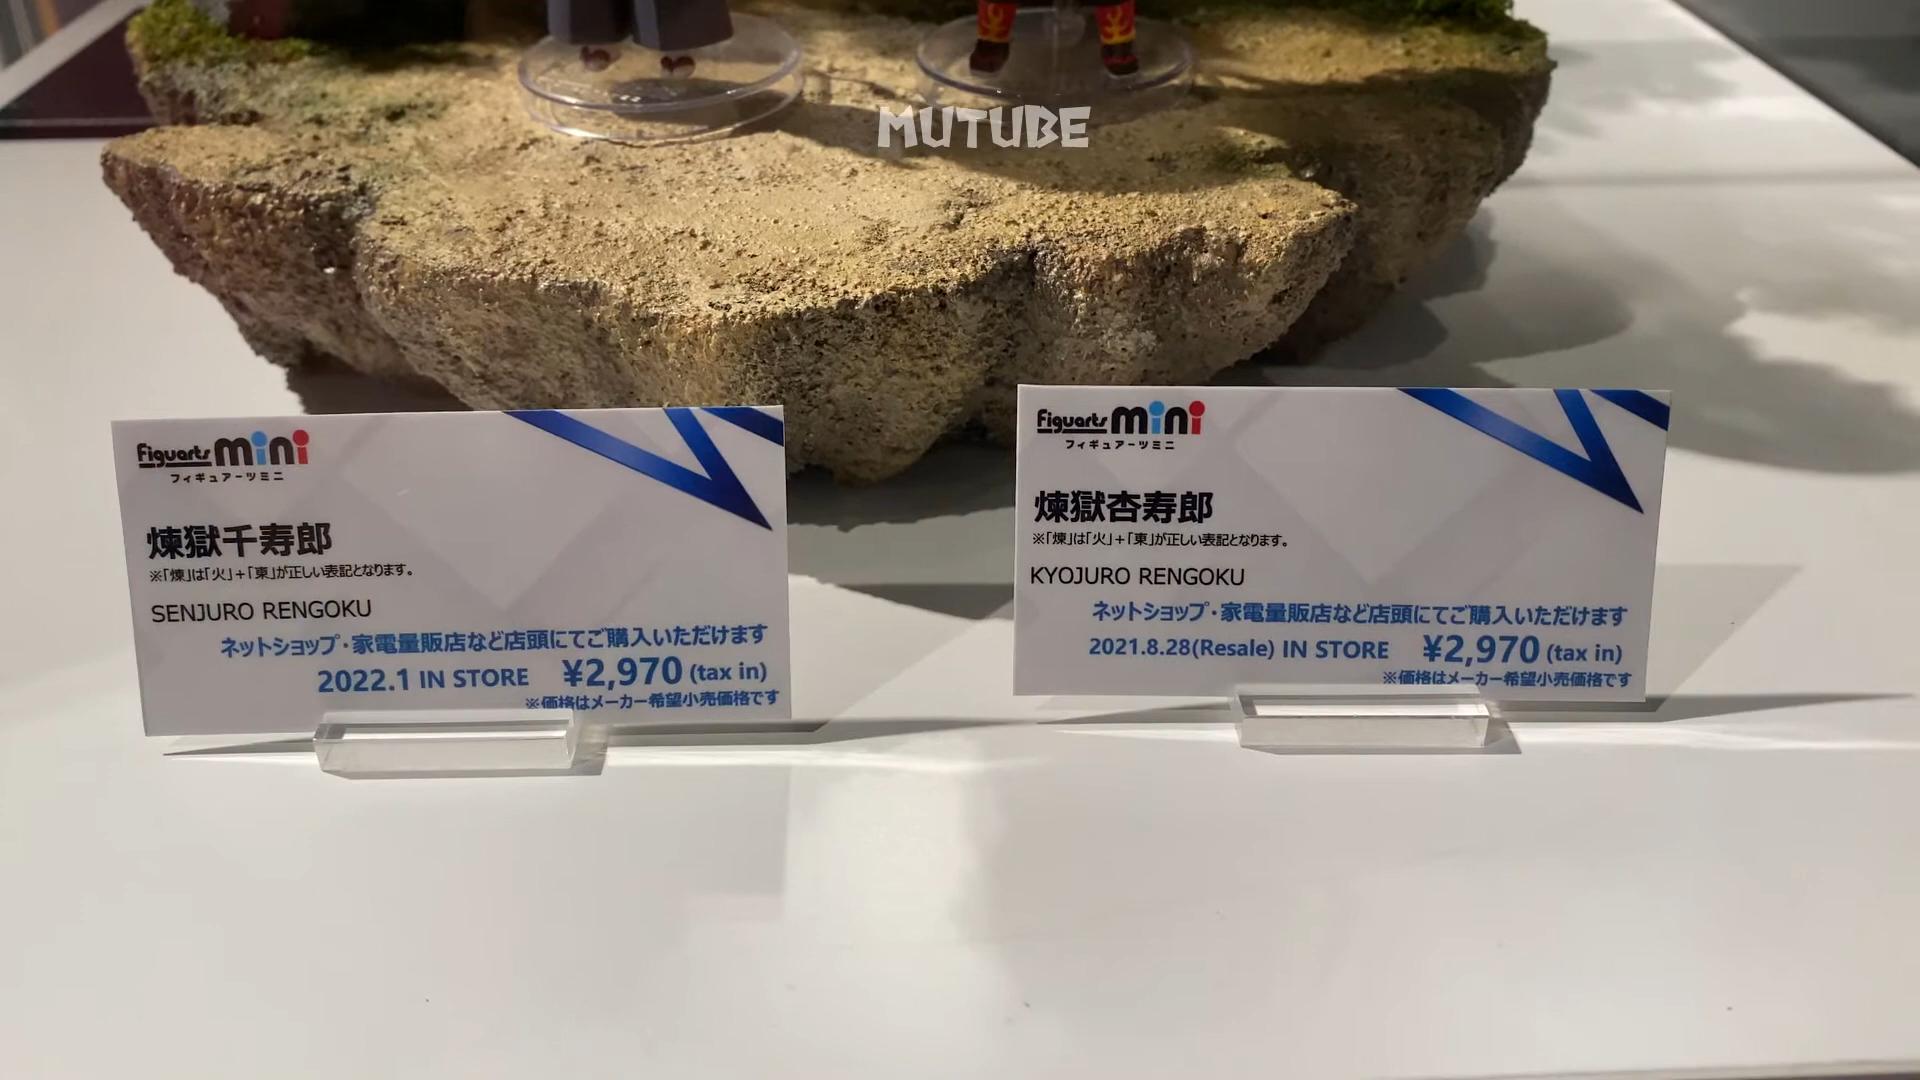 MUTUBE
Figuarts mini
フィギュアーツミニ
煉獄千寿郎
※「煉」は「火」+「東」が正しい表記となります。
SENJURO RENGOKU
ネットショップ・家電量販店など店頭にてご購入いただけます
2022.1 IN STORE ¥2,970 (tax in)
※価格はメーカー希望小売価格です
Figuarts mini
フィギュアーツミニ
煉獄杏寿郎
※「煉」は「火」+「東」が正しい表記となります。
KYOJURO RENGOKU
ネットショップ・家電量販店など店頭にてご購入いただけます
2021.8.28(Resale) IN STORE ¥2,970 (tax in)
※価格はメーカー希望小売価格です